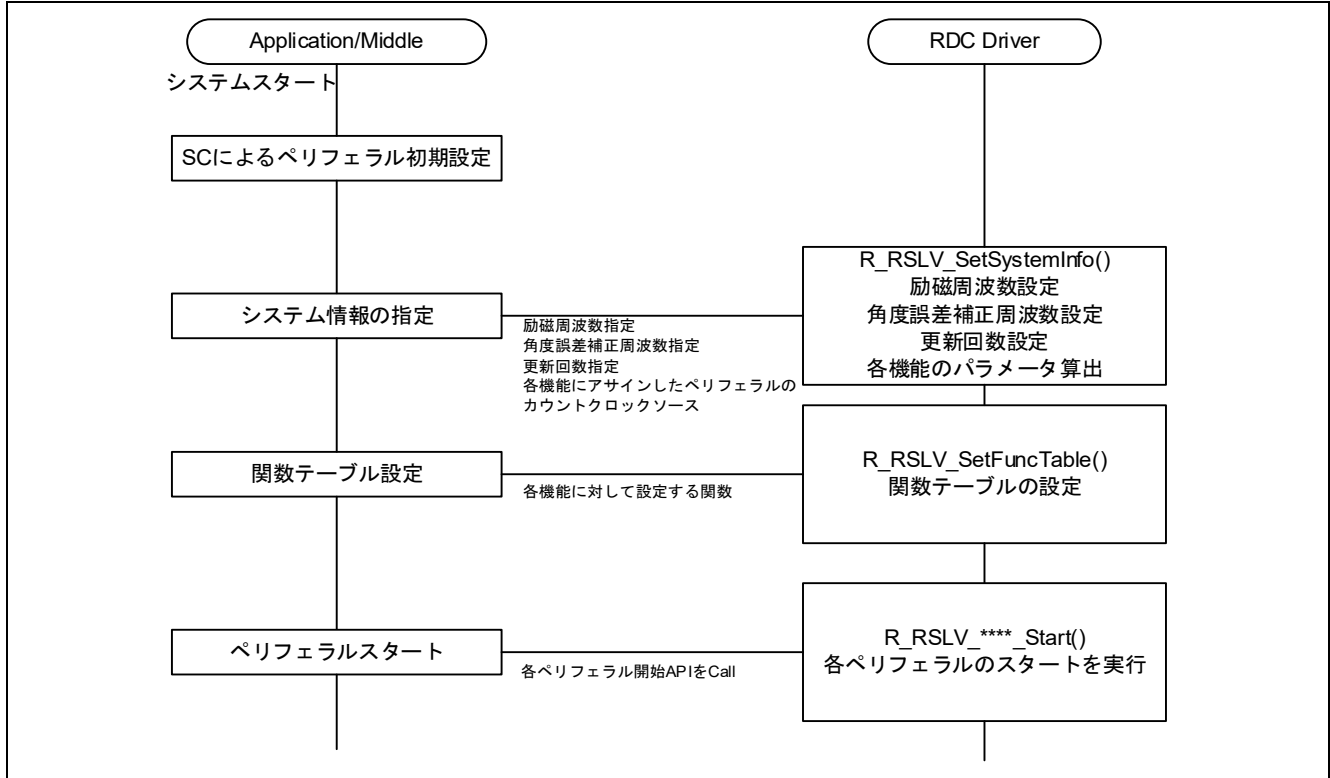 Application/Middle
RDC Driver
システムスタート
SCによるペリフェラル初期設定
システム情報の指定
励磁周波数指定
角度誤差補正周波数指定
更新回数指定
各機能にアサインしたペリフェラルの
カウントクロックソース
R_RSLV_SetSystemInfo()
励磁周波数設定
角度誤差補正周波数設定
更新回数設定
各機能のパラメータ算出
関数テーブル設定
各機能に対して設定する関数
R_RSLV_SetFuncTable()
関数テーブルの設定
ペリフェラルスタート
各ペリフェラル開始APIをCall
R_RSLV_****_Start()
各ペリフェラルのスタートを実行